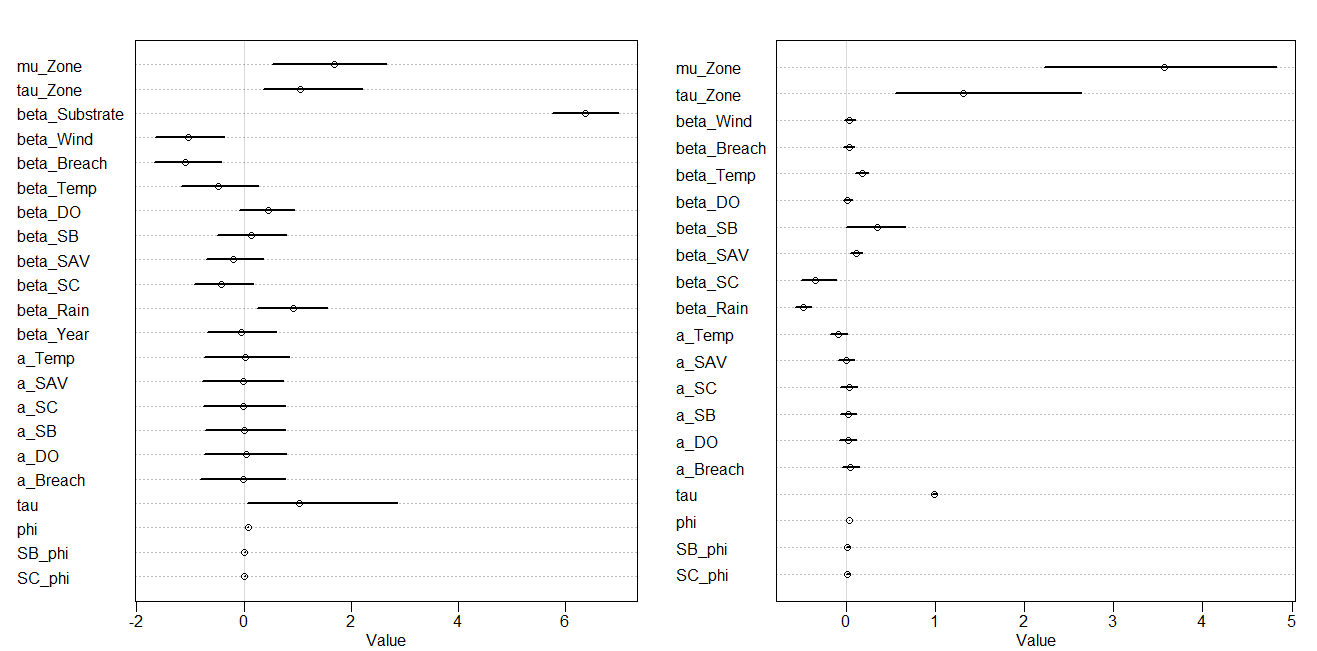 mu_Zone
tau_Zone
beta_Substrate
beta_Wind
beta_Breach
beta_Temp
beta_DO
beta_SB
beta_SAV
beta_SC
beta_Rain
beta_Year
a_Temp
a_SAV
a_SC
a_SB
a_DO
a_Breach
tau
phi
SB_phi
SC_phi
-2 0 2 4 6
Value
mu_Zone
tau_Zone
beta_Wind
beta_Breach
beta_Temp
beta_DO
beta_SB
beta_SAV
beta_SC
beta_Rain
a_Temp
a_SAV
a_SC
a_SB
a_DO
a_Breach
tau
phi
SB_phi
SC_phi
0 1 2 3 4 5
Value